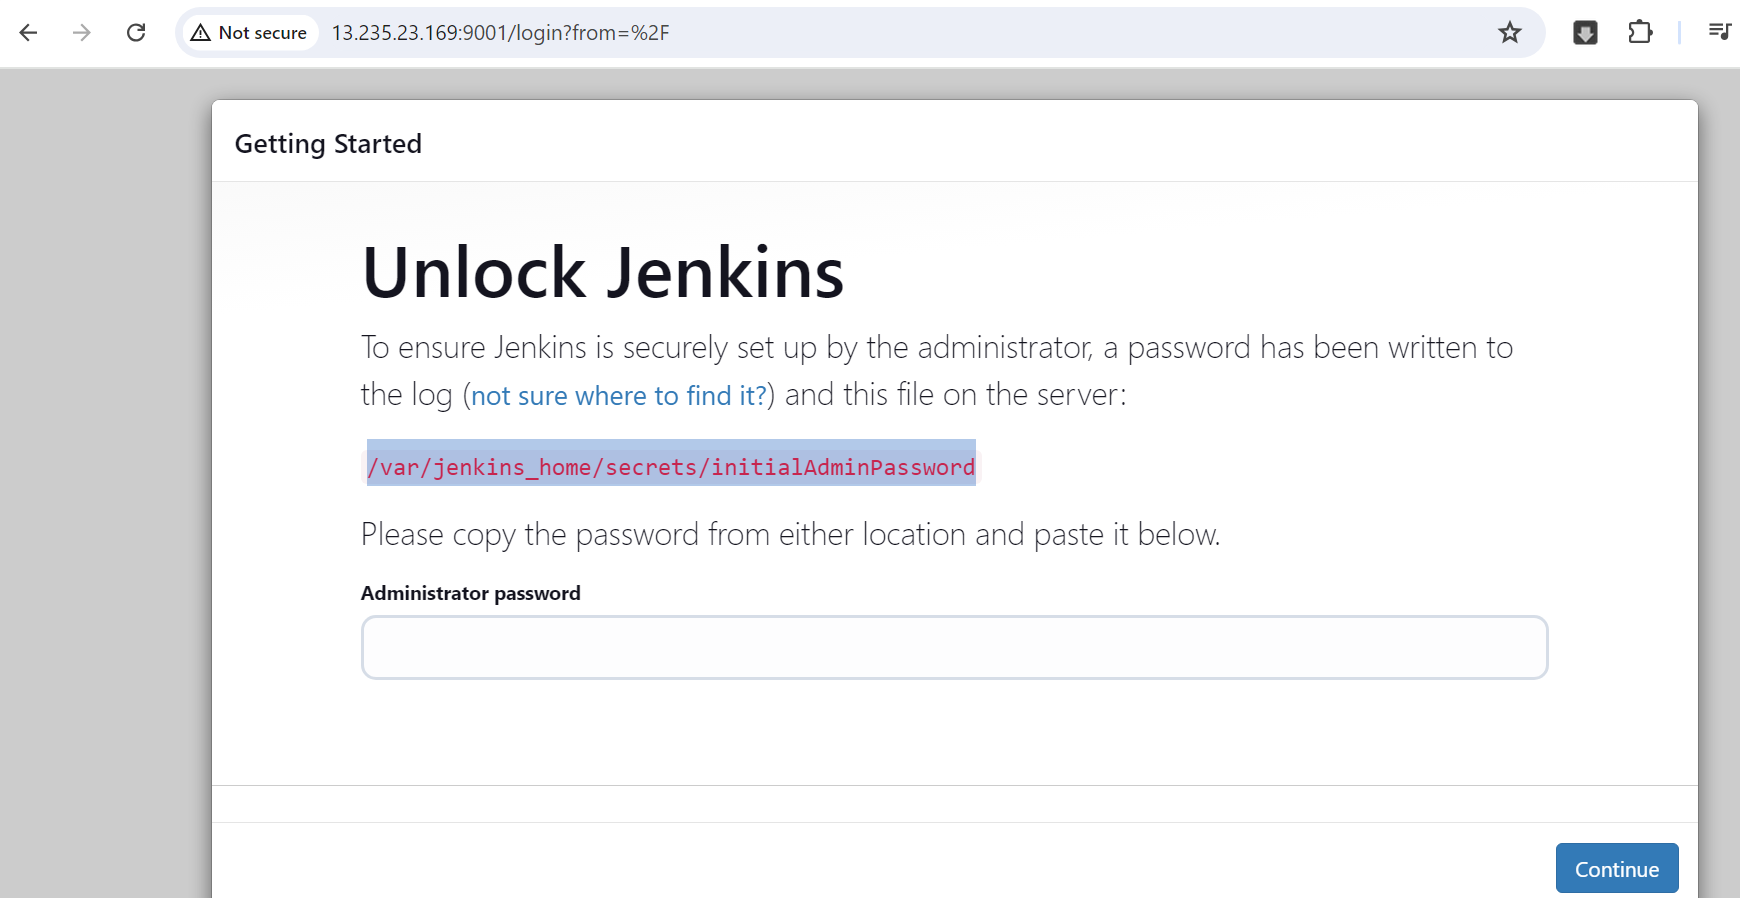 Not secure 13.235.23.169:9001/login?from=%2F
Getting Started
Unlock Jenkins
To ensure Jenkins is securely set up by the administrator, a password has been written to
the log (not sure where to find it?) and this file on the server:
/var/jenkins_home/secrets/initialAdminPassword
Please copy the password from either location and paste it below.
Administrator password
Continue